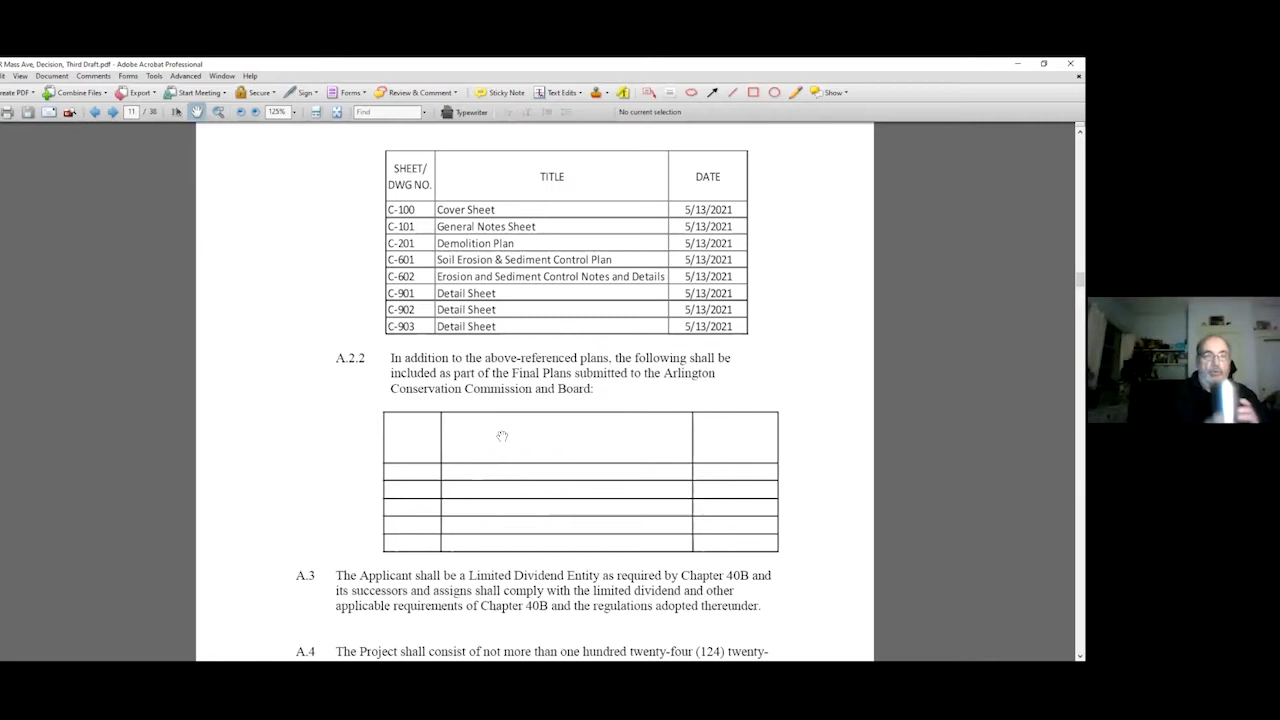 R Mass Ave, Decision, Third Draft.pdf - Adobe Acrobat Professional
it View Document Comments Forms Tools Advanced Window Help
reate PDF Combine Files Export Start Meeting Secure Sign Forms Review & Comment Sticky Note Text Edits Show
11 / 38 125% Find Typewriter No current selection
SHEET/ DWG NO. TITLE DATE
C-100 Cover Sheet 5/13/2021
C-101 General Notes Sheet 5/13/2021
C-201 Demolition Plan 5/13/2021
C-601 Soil Erosion & Sediment Control Plan 5/13/2021
C-602 Erosion and Sediment Control Notes and Details 5/13/2021
C-901 Detail Sheet 5/13/2021
C-902 Detail Sheet 5/13/2021
C-903 Detail Sheet 5/13/2021
A.2.2 In addition to the above-referenced plans, the following shall be
included as part of the Final Plans submitted to the Arlington
Conservation Commission and Board:
A.3 The Applicant shall be a Limited Dividend Entity as required by Chapter 40B and
its successors and assigns shall comply with the limited dividend and other
applicable requirements of Chapter 40B and the regulations adopted thereunder.
A.4 The Project shall consist of not more than one hundred twenty-four (124) twenty-